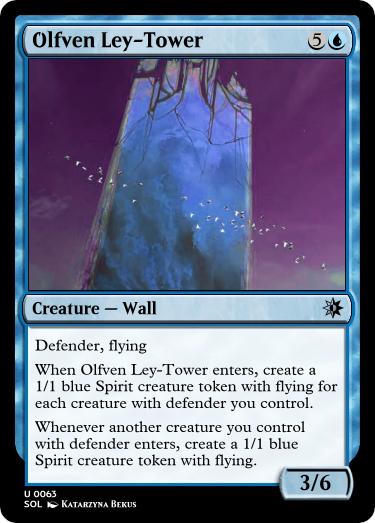 Olfven Ley-Tower 5
Creature — Wall
Defender, flying
When Olfven Ley-Tower enters, create a
1/1 blue Spirit creature token with flying for
each creature with defender you control.
Whenever another creature you control
with defender enters, create a 1/1 blue
Spirit creature token with flying.
3/6
U 0063
SOL Katarzyna Bekus